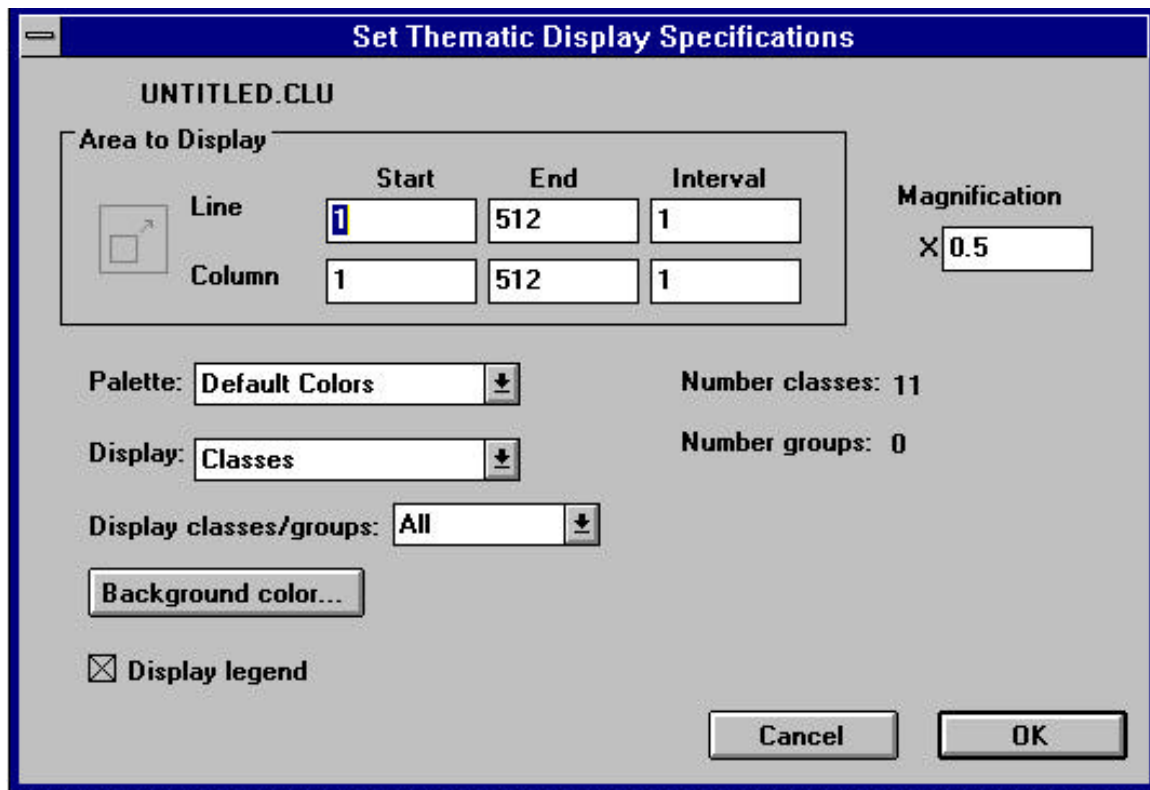 Set Thematic Display Specifications
UNTITLED.CLU
Area to Display
Start End Interval
Line 1 512 1
Column 1 512 1
Magnification
X 0.5
Palette: Default Colors
Number classes: 11
Display: Classes
Number groups: 0
Display classes/groups: All
Background color...
Display legend
Cancel OK